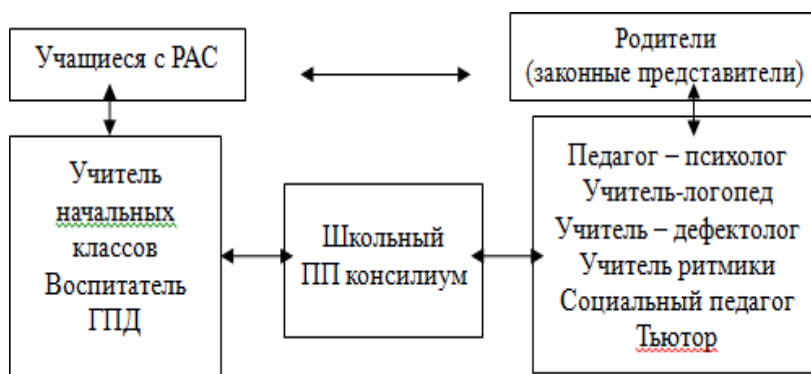 Учащиеся с РАС
Родители
(законные представители)
Учитель
начальных
классов
Воспитатель
ГПД
Школьный
ПП консилиум
Педагог – психолог
Учитель-логопед
Учитель – дефектолог
Учитель ритмики
Социальный педагог
Тьютор